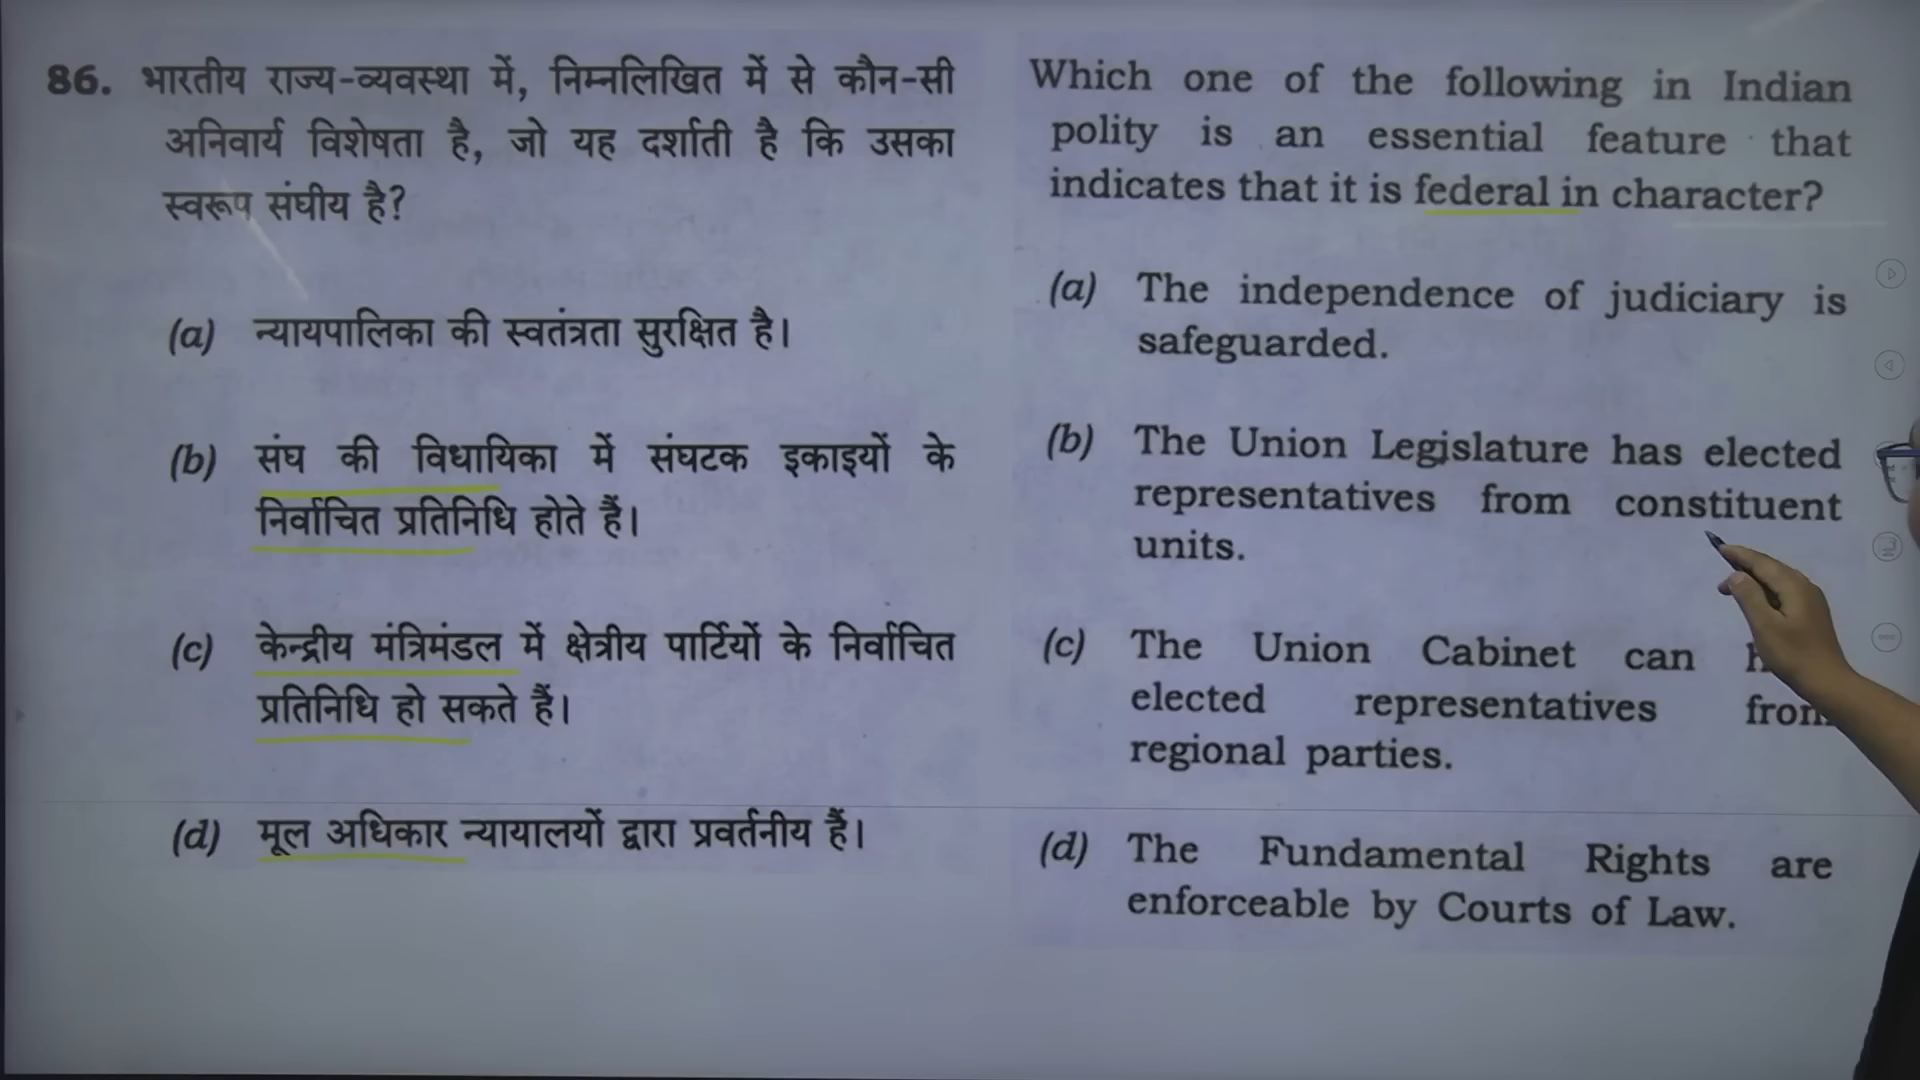 86. भारतीय राज्य-व्यवस्था में, निम्नलिखित में से कौन-सी
अनिवार्य विशेषता है, जो यह दर्शाती है कि उसका
स्वरूप संघीय है?
(a) न्यायपालिका की स्वतंत्रता सुरक्षित है।
(b) संघ की विधायिका में संघटक इकाइयों के
निर्वाचित प्रतिनिधि होते हैं।
(c) केन्द्रीय मंत्रिमंडल में क्षेत्रीय पार्टियों के निर्वाचित
प्रतिनिधि हो सकते हैं।
(d) मूल अधिकार न्यायालयों द्वारा प्रवर्तनीय हैं।
Which one of the following in Indian
polity is an essential feature that
indicates that it is federal in character?
(a) The independence of judiciary is
safeguarded.
(b) The Union Legislature has elected
representatives from constituent
units.
(c) The Union Cabinet can
elected representatives from
regional parties.
(d) The Fundamental Rights are
enforceable by Courts of Law.